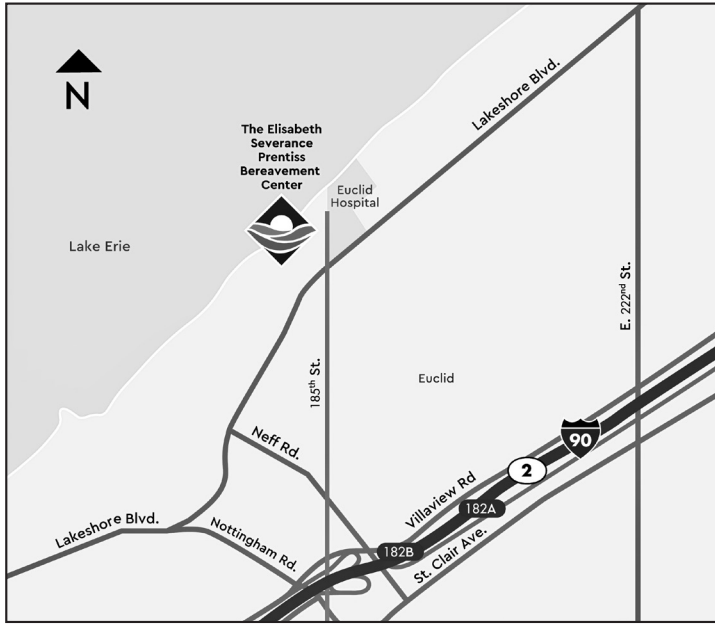 N
The Elisabeth
Severance
Prentiss
Bereavement
Center
Lakeshore Blvd.
Euclid
Hospital
Lake Erie
E. 222nd St.
185th St.
Euclid
Neff Rd.
90
2
Villaview Rd
182A
Lakeshore Blvd.
Nottingham Rd.
182B
St. Clair Ave.